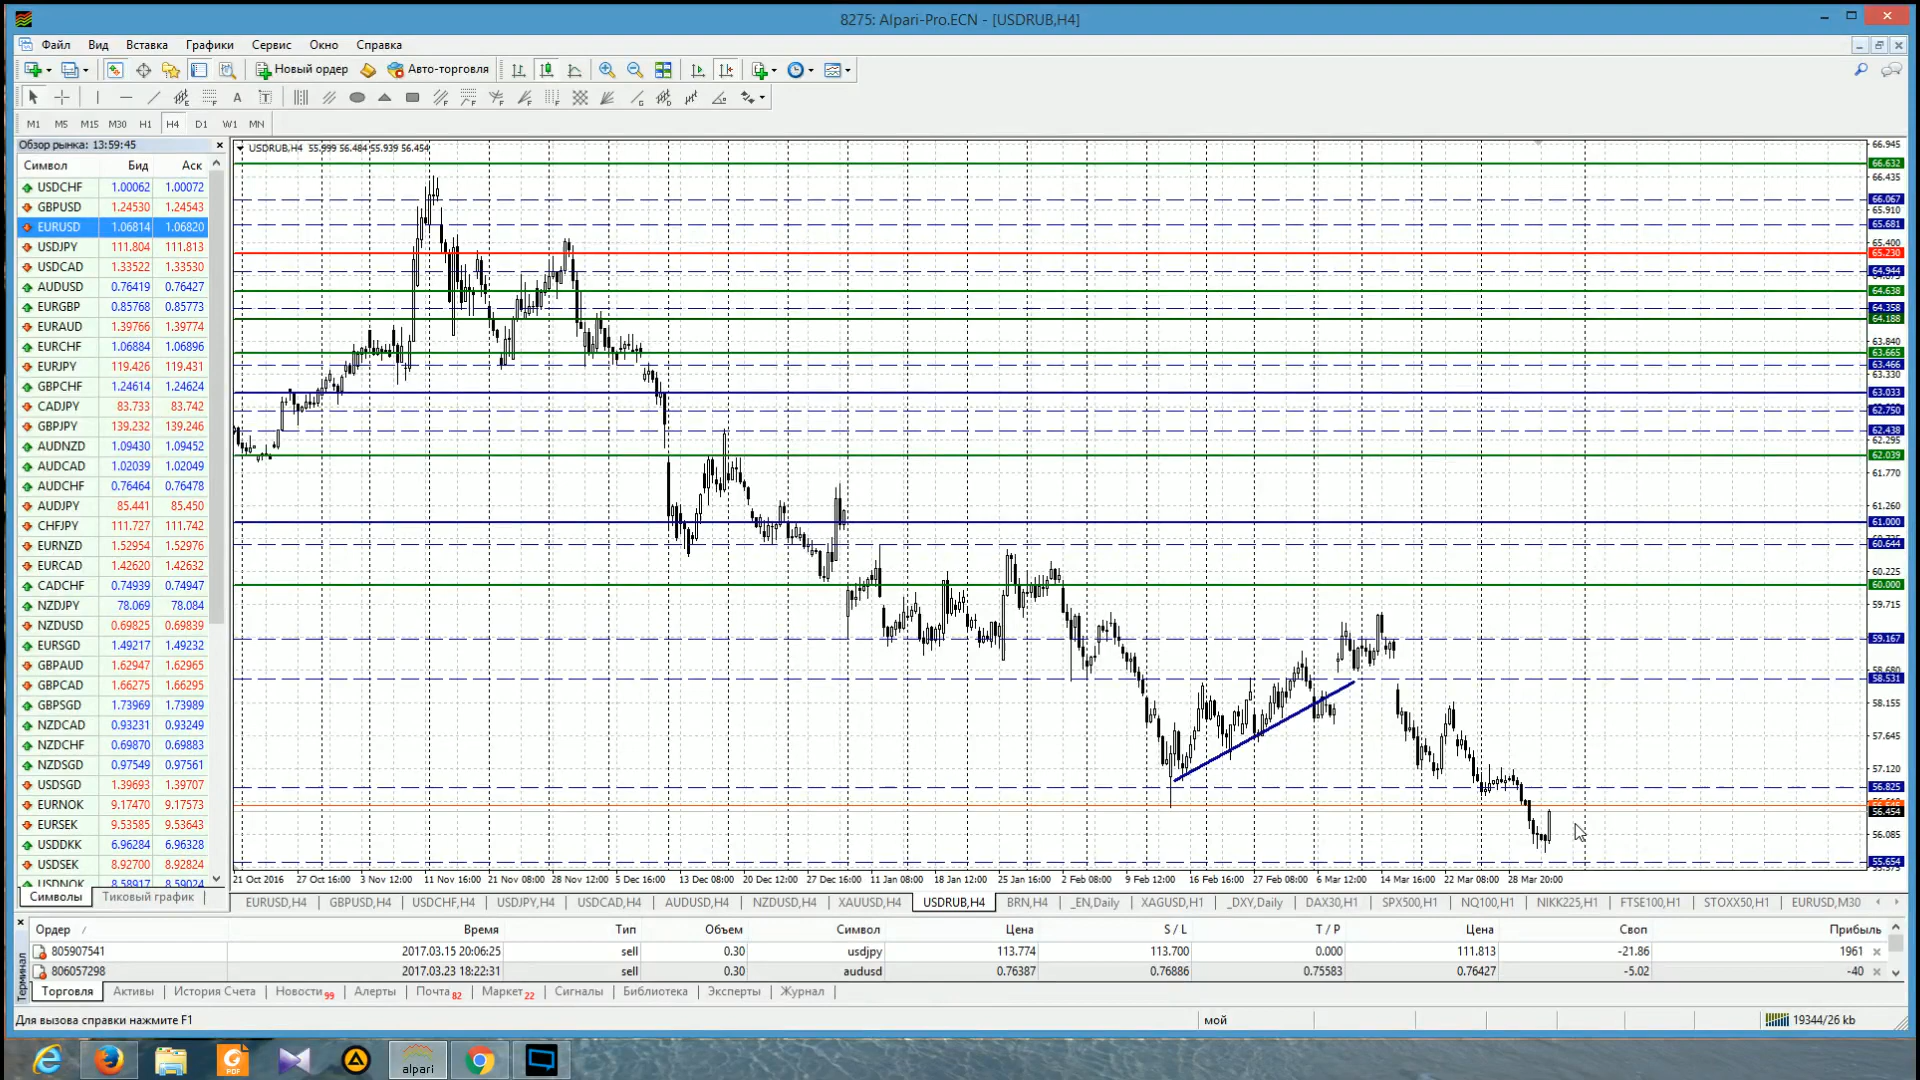 8275: Alpari-Pro.ECN - [USDRUB,H4]
Файл Вид Вставка Графики Сервис Окно Справка
Новый ордер Авто-торговля
M1 M5 M15 M30 H1 H4 D1 W1 MN
Обзор рынка: 13:59:45
Символ Бид Аск
USDCHF 1.00062 1.00072
GBPUSD 1.24530 1.24543
EURUSD 1.06814 1.06820
USDJPY 111.804 111.813
USDCAD 1.33522 1.33530
AUDUSD 0.76419 0.76427
EURGBP 0.85768 0.85773
EURAUD 1.39766 1.39774
EURCHF 1.06884 1.06896
EURJPY 119.426 119.431
GBPCHF 1.24614 1.24624
CADJPY 83.733 83.742
GBPJPY 139.232 139.246
AUDNZD 1.09430 1.09452
AUDCAD 1.02039 1.02049
AUDCHF 0.76464 0.76478
AUDJPY 85.441 85.450
CHFJPY 111.727 111.742
EURNZD 1.52954 1.52976
EURCAD 1.42620 1.42632
CADCHF 0.74939 0.74947
NZDJPY 78.069 78.084
NZDUSD 0.69825 0.69839
EURSGD 1.49217 1.49232
GBPAUD 1.62947 1.62965
GBPCAD 1.66275 1.66295
GBPSGD 1.73969 1.73989
NZDCAD 0.93231 0.93249
NZDCHF 0.69870 0.69883
NZDSGD 0.97549 0.97561
USDSGD 1.39693 1.39707
EURNOK 9.17470 9.17573
EURSEK 9.53585 9.53643
USDDKK 6.96284 6.96312
USDSEK 8.92700 8.92824
USDNOK 8.58917 8.59024
Символы Тиковый график
USDRUB,H4 55.999 56.484 55.939 56.454
66.945
66.632
66.435
66.067
65.910
65.681
65.400
65.230
64.944
64.638
64.358
64.188
63.840
63.665
63.466
63.330
63.033
62.750
62.438
62.295
62.039
61.770
61.260
61.000
60.644
60.225
60.000
59.715
59.167
58.680
58.531
58.155
57.645
57.120
56.825
56.454
56.085
55.654
21 Oct 2016 27 Oct 16:00 3 Nov 12:00 11 Nov 16:00 21 Nov 08:00 28 Nov 12:00 5 Dec 16:00 13 Dec 08:00 20 Dec 12:00 27 Dec 16:00 11 Jan 08:00 18 Jan 12:00 25 Jan 16:00 2 Feb 08:00 9 Feb 12:00 16 Feb 16:00 27 Feb 08:00 6 Mar 12:00 14 Mar 16:00 22 Mar 08:00 28 Mar 20:00
EURUSD,H4 GBPUSD,H4 USDCHF,H4 USDJPY,H4 USDCAD,H4 AUDUSD,H4 NZDUSD,H4 XAUUSD,H4 USDRUB,H4 BRN,H4 _EN,Daily XAGUSD,H1 _DXY,Daily DAX30,H1 SPX500,H1 NQ100,H1 NIKK225,H1 FTSE100,H1 STOXX50,H1 EURUSD,M30
Терминал
Ордер Время Тип Объем Символ Цена S / L T / P Цена Своп Прибыль
805907541 2017.03.15 20:06:25 sell 0.30 usdjpy 113.774 113.700 0.000 111.813 -21.86 1961
806057298 2017.03.23 18:22:31 sell 0.30 audusd 0.76387 0.76886 0.75583 0.76427 -5.02 -40
Торговля Активы История Счета Новости 99 Алерты Почта 82 Маркет 22 Сигналы Библиотека Эксперты Журнал
Для вызова справки нажмите F1 мой 19344/26 kb
alpari